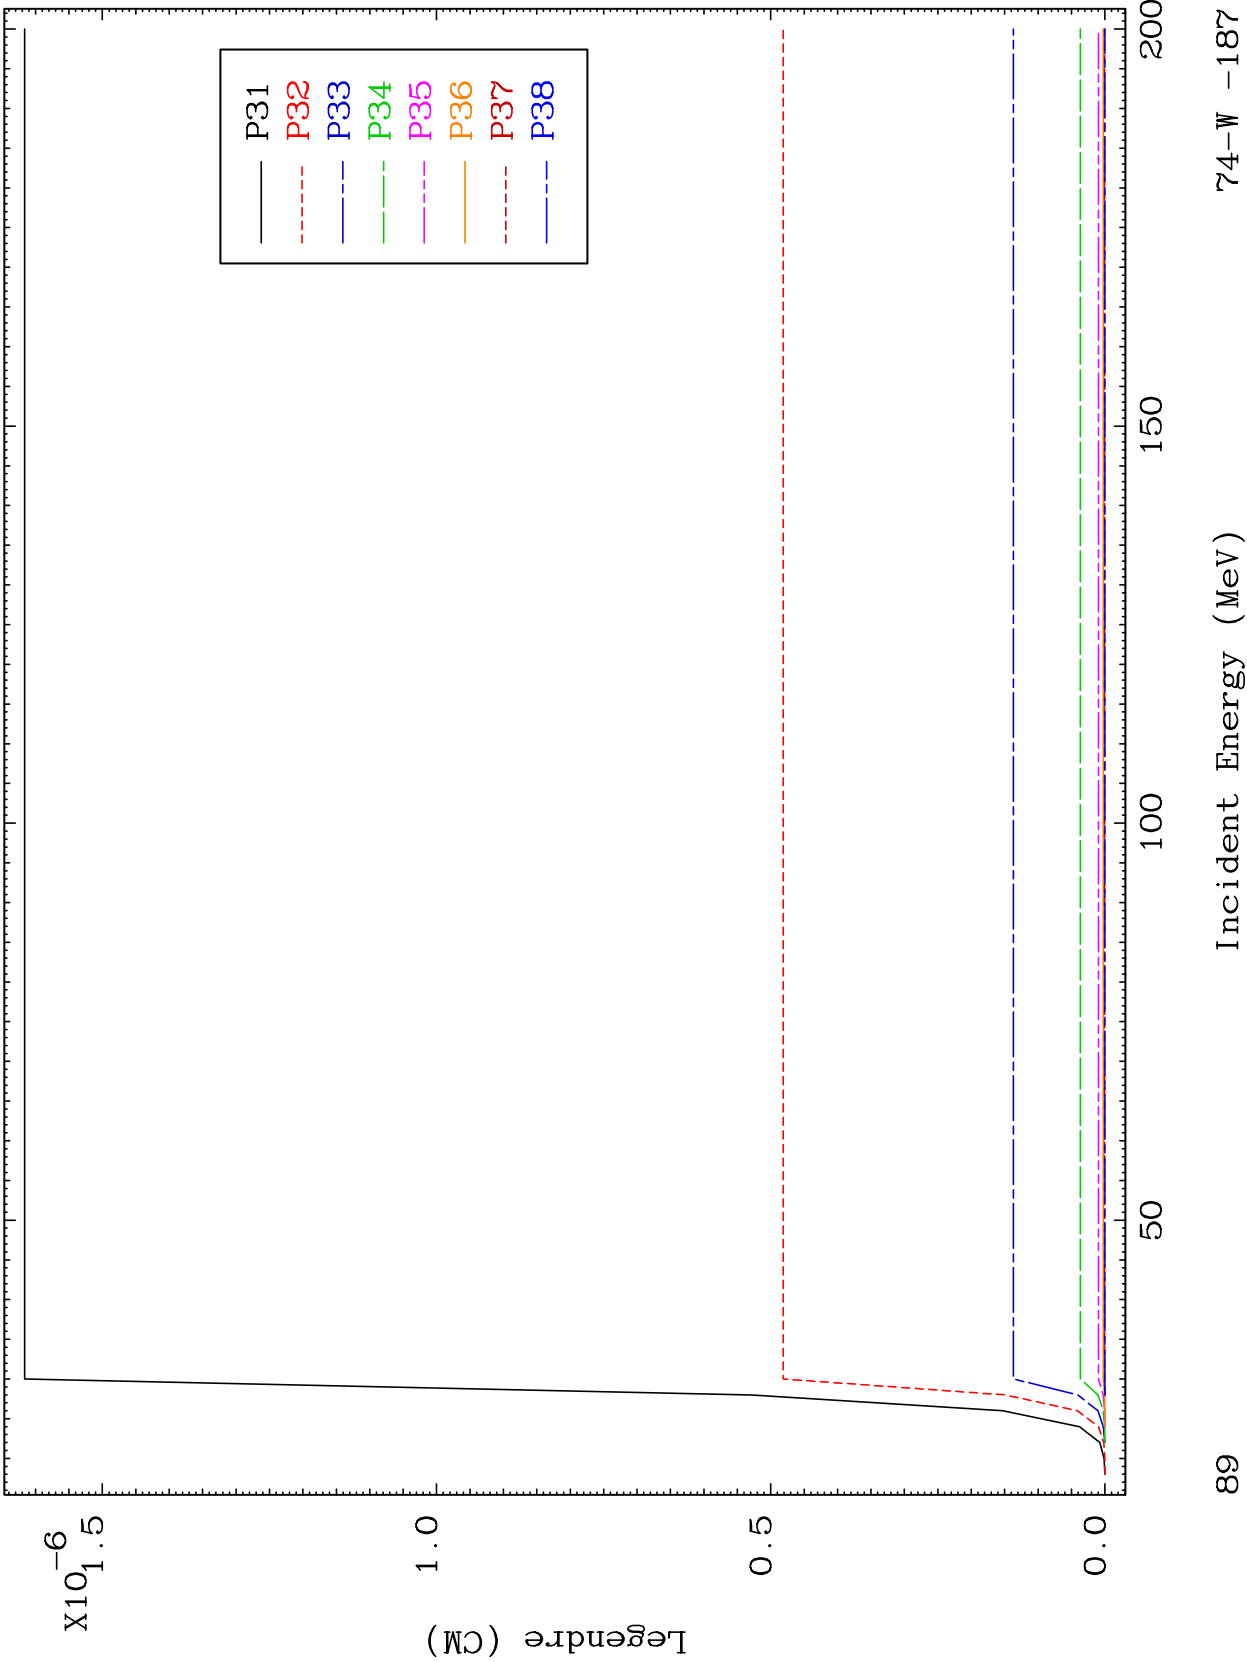 X10-6
1.5
1.0
0.5
0.0
Legendre (CM)
P31
P32
P33
P34
P35
P36
P37
P38
50
100
150
200
Incident Energy (MeV)
89
74-W -187